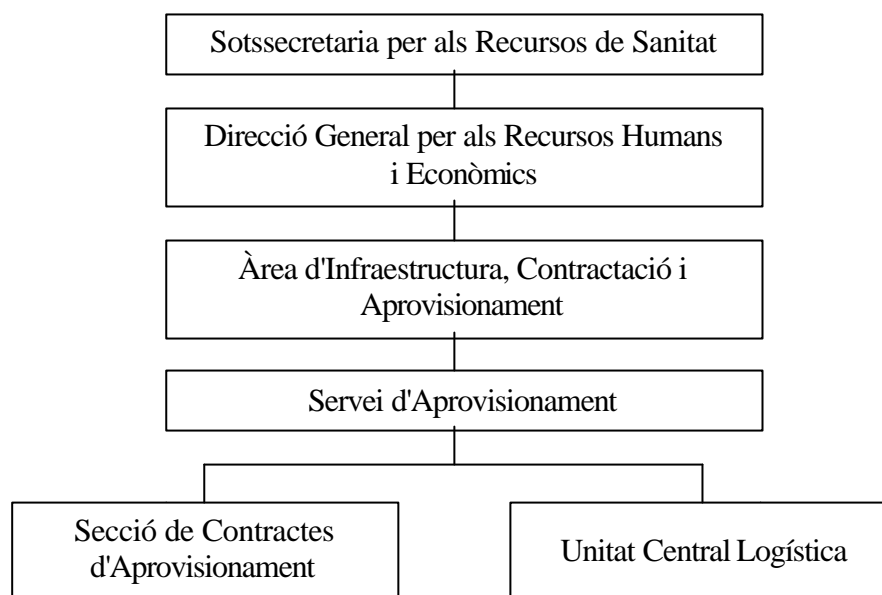 Sotssecretaria per als Recursos de Sanitat
Direcció General per als Recursos Humans
i Econòmics
Àrea d'Infraestructura, Contractació i
Aprovisionament
Servei d'Aprovisionament
Secció de Contractes
d'Aprovisionament
Unitat Central Logística